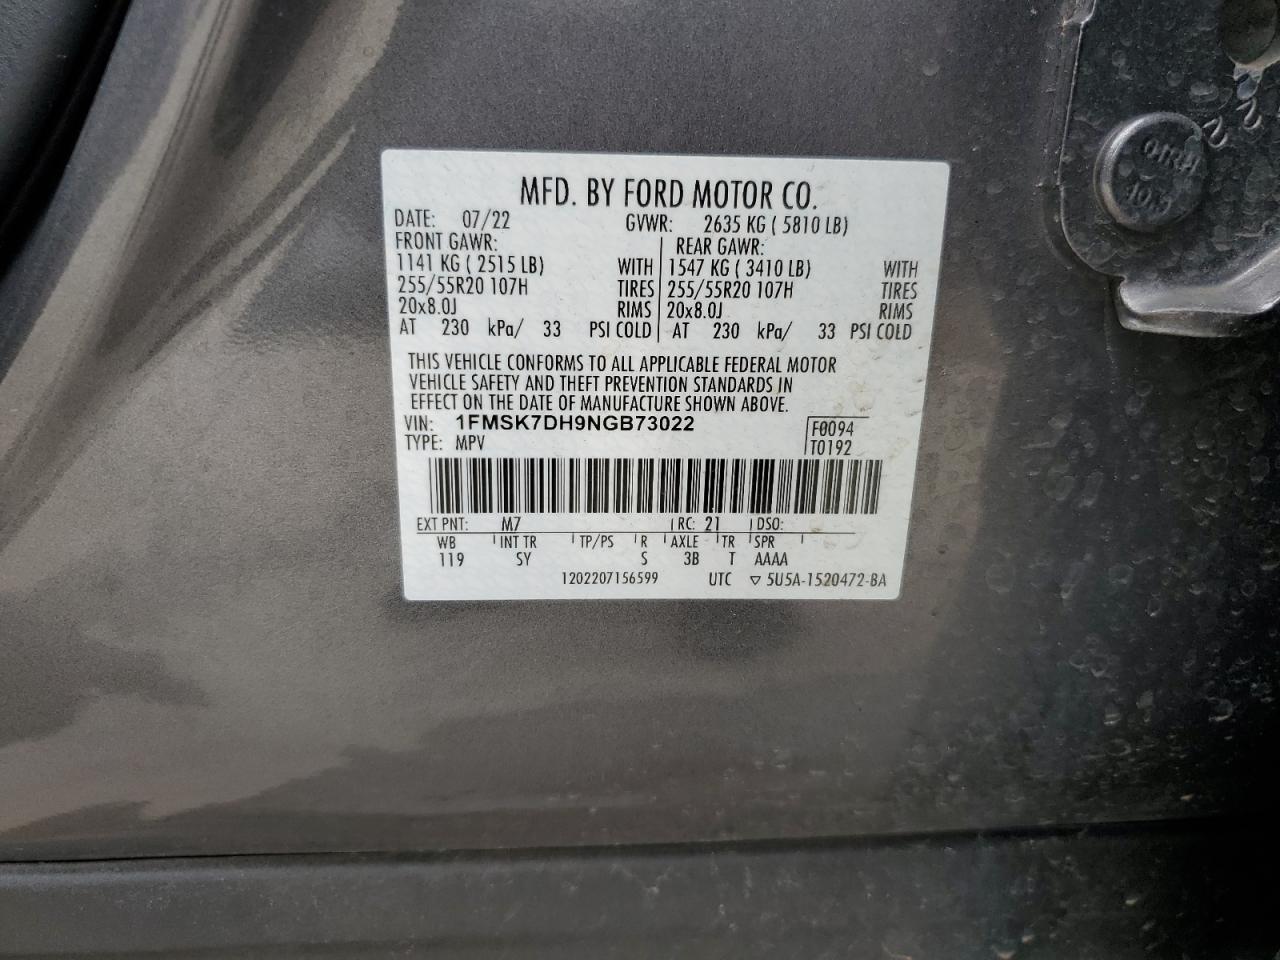 MFD. BY FORD MOTOR CO.
DATE: 07/22 GVWR: 2635 KG ( 5810 LB)
FRONT GAWR: REAR GAWR:
1141 KG ( 2515 LB) WITH 1547 KG ( 3410 LB) WITH
255/55R20 107H TIRES 255/55R20 107H TIRES
20x8.0J RIMS 20x8.0J RIMS
AT 230 kPa/ 33 PSI COLD AT 230 kPa/ 33 PSI COLD
THIS VEHICLE CONFORMS TO ALL APPLICABLE FEDERAL MOTOR
VEHICLE SAFETY AND THEFT PREVENTION STANDARDS IN
EFFECT ON THE DATE OF MANUFACTURE SHOWN ABOVE.
VIN: 1FMSK7DH9NGB73022 F0094
TYPE: MPV T0192
EXT PNT: M7 RC: 21 DSO:
WB INT TR TP/PS R AXLE TR SPR
119 SY S 3B T AAAA
1202207156599 UTC ▽ 5U5A-1520472-BA